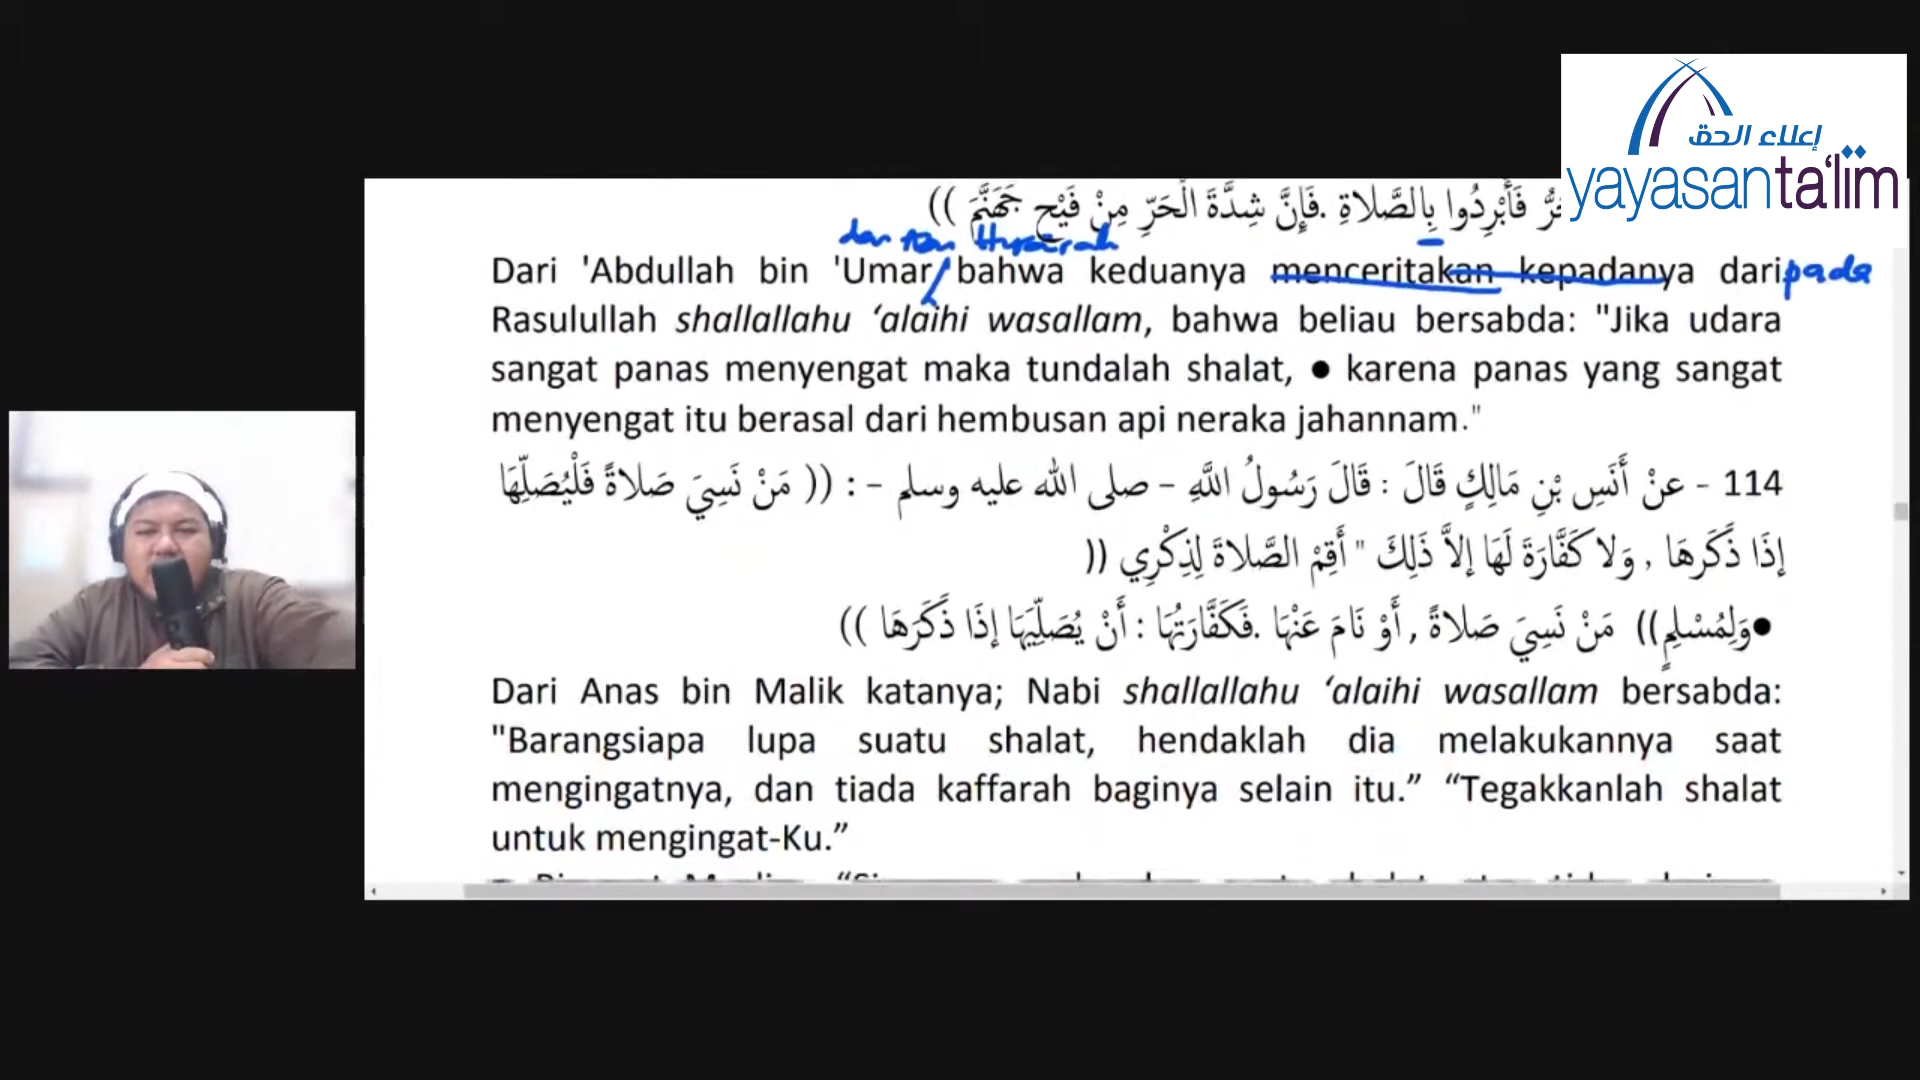 إعلاء الحق
yayasanta'lim
ـحَرُّ فَأَبْرِدُوا بِالصَّلاةِ .فَإِنَّ شِدَّةَ الْحَرِّ مِنْ فَيْحِ جَهَنَّمَ ))
dan Abu Hurairah
Dari 'Abdullah bin 'Umar bahwa keduanya menceritakan kepadanya dari pada
Rasulullah shallallahu ‘alaihi wasallam, bahwa beliau bersabda: "Jika udara
sangat panas menyengat maka tundalah shalat, ● karena panas yang sangat
menyengat itu berasal dari hembusan api neraka jahannam."
114 - عنْ أَنَسِ بْنِ مَالِكٍ قَالَ : قَالَ رَسُولُ اللَّهِ – صلى الله عليه وسلم – : (( مَنْ نَسِيَ صَلاةً فَلْيُصَلِّهَا
إذَا ذَكَرَهَا , وَلا كَفَّارَةَ لَهَا إلاَّ ذَلِكَ " أَقِمْ الصَّلاةَ لِذِكْرِي ))
●وَلِمُسْلِمٍ(( مَنْ نَسِيَ صَلاةً , أَوْ نَامَ عَنْهَا .فَكَفَّارَتُهَا : أَنْ يُصَلِّيَهَا إذَا ذَكَرَهَا ))
Dari Anas bin Malik katanya; Nabi shallallahu ‘alaihi wasallam bersabda:
"Barangsiapa lupa suatu shalat, hendaklah dia melakukannya saat
mengingatnya, dan tiada kaffarah baginya selain itu.” “Tegakkanlah shalat
untuk mengingat-Ku.”